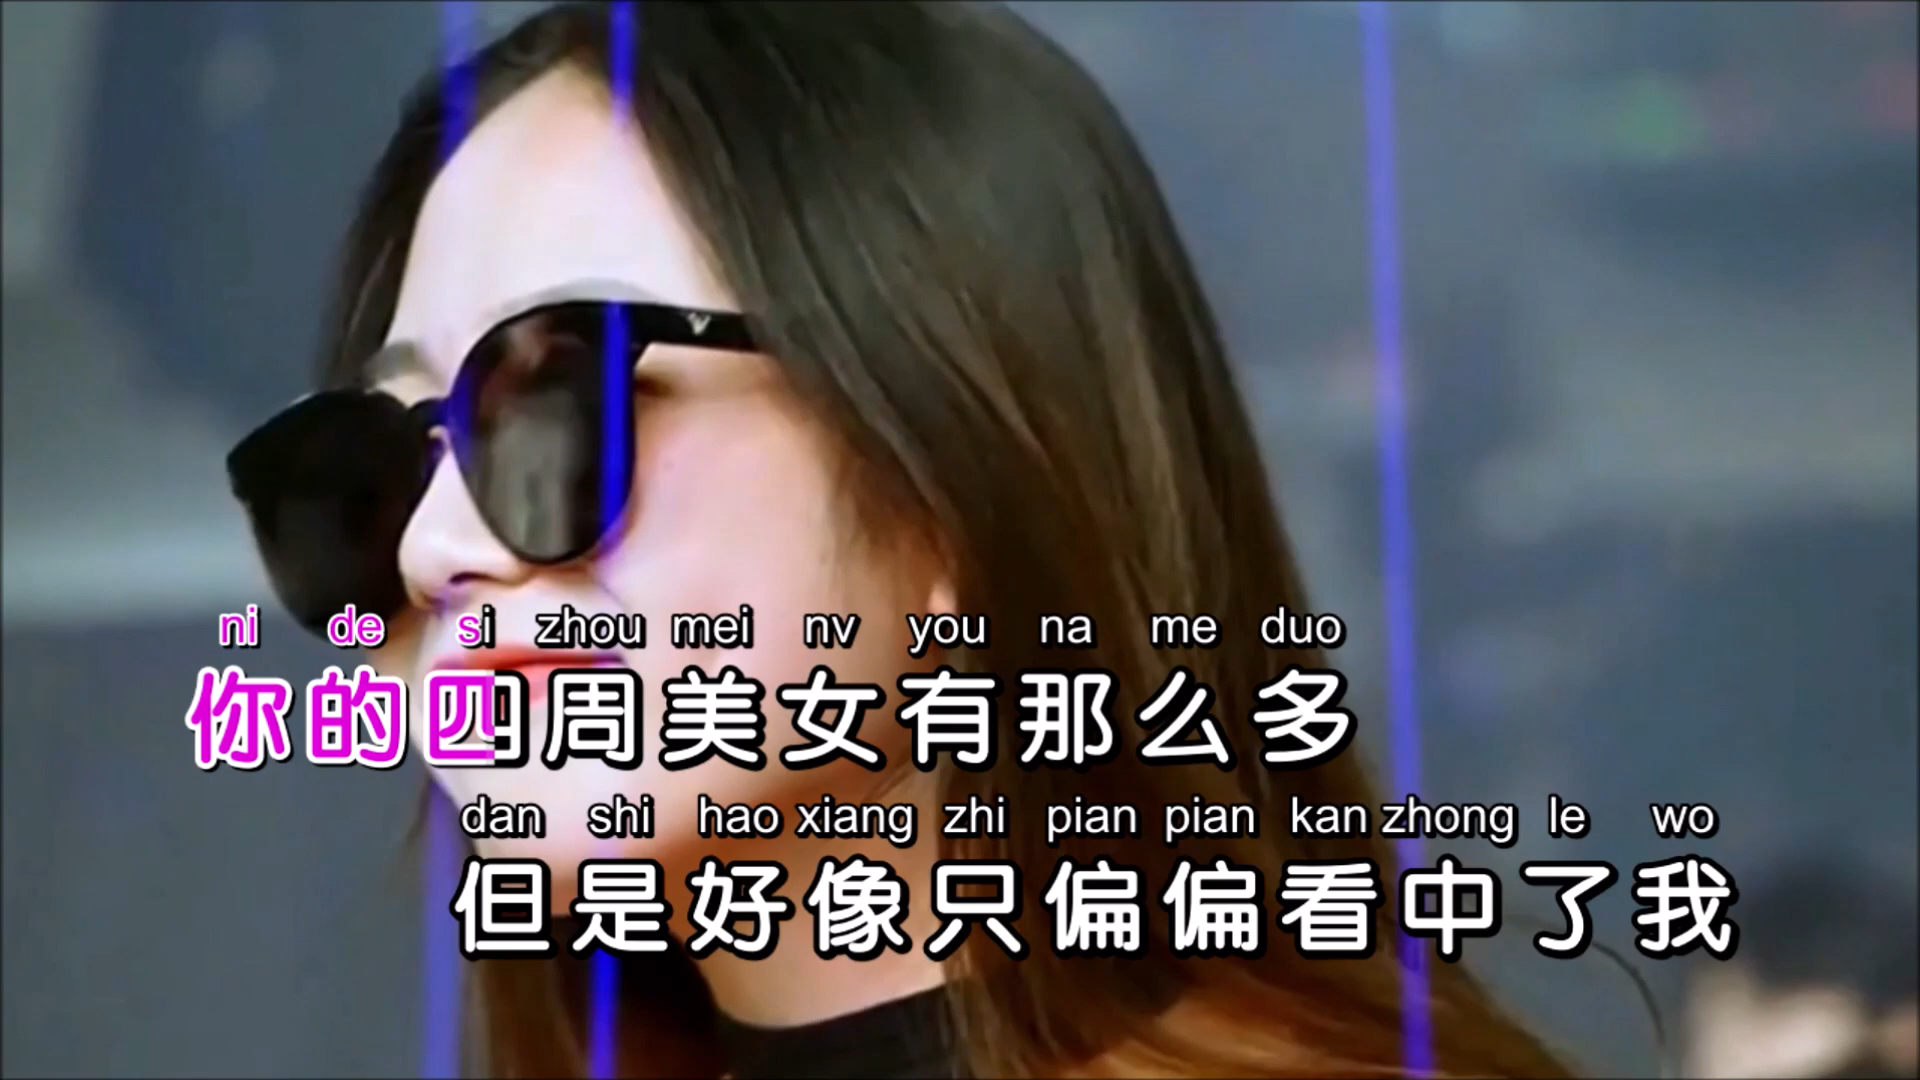 ni de si zhou mei nv you na me duo
你的四周美女有那么多
dan shi hao xiang zhi pian pian kan zhong le wo
但是好像只偏偏看中了我